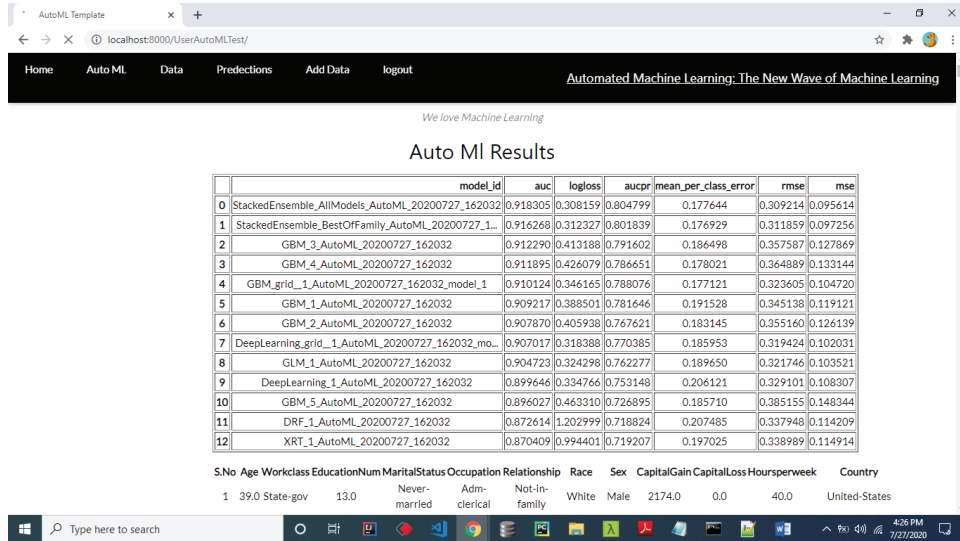 AutoML Template
localhost:8000/UserAutoMLTest/
Home Auto ML Data Predections Add Data logout Automated Machine Learning: The New Wave of Machine Learning
We love Machine Learning
Auto Ml Results
model_id auc logloss aucpr mean_per_class_error rmse mse
0 StackedEnsemble_AllModels_AutoML_20200727_162032 0.918305 0.308159 0.804799 0.177644 0.309214 0.095614
1 StackedEnsemble_BestOfFamily_AutoML_20200727_1... 0.916268 0.312327 0.801839 0.176929 0.311859 0.097256
2 GBM_3_AutoML_20200727_162032 0.912290 0.413188 0.791602 0.186498 0.357587 0.127869
3 GBM_4_AutoML_20200727_162032 0.911895 0.426079 0.786651 0.178021 0.364889 0.133144
4 GBM_grid__1_AutoML_20200727_162032_model_1 0.910124 0.346165 0.788076 0.177121 0.323605 0.104720
5 GBM_1_AutoML_20200727_162032 0.909217 0.388501 0.781646 0.191528 0.345138 0.119121
6 GBM_2_AutoML_20200727_162032 0.907870 0.405938 0.767621 0.183145 0.355160 0.126139
7 DeepLearning_grid__1_AutoML_20200727_162032_mo... 0.907017 0.318388 0.770385 0.185953 0.319424 0.102031
8 GLM_1_AutoML_20200727_162032 0.904723 0.324298 0.762277 0.189650 0.321746 0.103521
9 DeepLearning_1_AutoML_20200727_162032 0.899646 0.334766 0.753148 0.206121 0.329101 0.108307
10 GBM_5_AutoML_20200727_162032 0.896027 0.463310 0.726895 0.185710 0.385155 0.148344
11 DRF_1_AutoML_20200727_162032 0.872614 1.202999 0.718824 0.207485 0.337948 0.114209
12 XRT_1_AutoML_20200727_162032 0.870409 0.994401 0.719207 0.197025 0.338989 0.114914
S.No Age Workclass EducationNum MaritalStatus Occupation Relationship Race Sex CapitalGain CapitalLoss Hoursperweek Country
1 39.0 State-gov 13.0 Never-married Adm-clerical Not-in-family White Male 2174.0 0.0 40.0 United-States
Type here to search
4:26 PM
7/27/2020